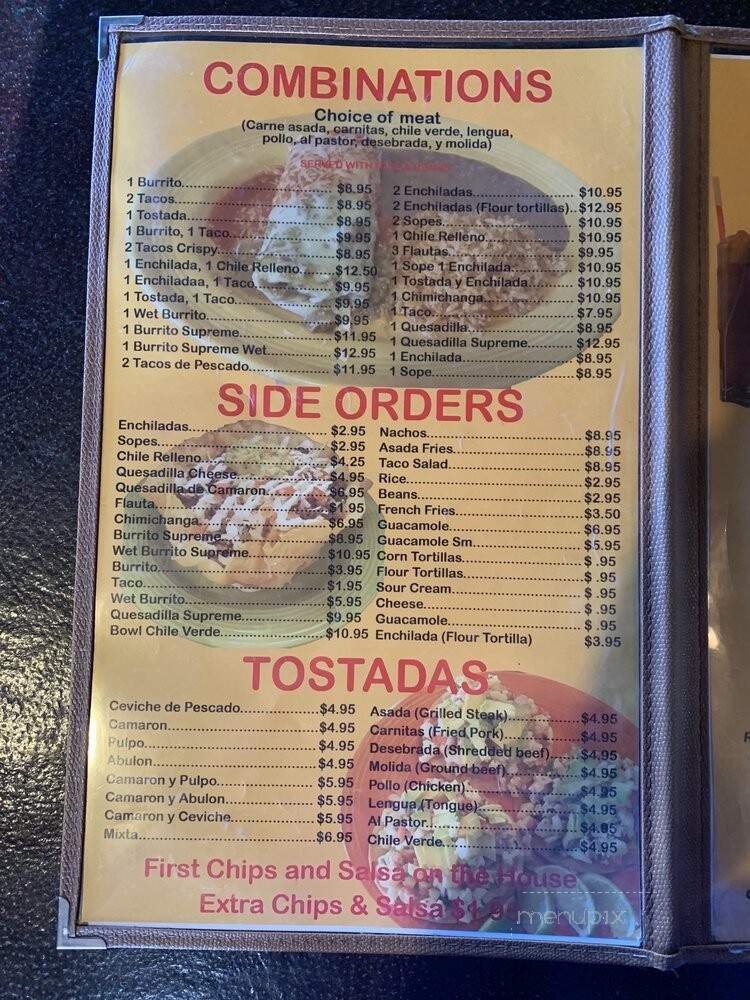 COMBINATIONS
Choice of meat
(Carne asada, carnitas, chile verde, lengua,
pollo, al pastor, desebrada, y molida)
SERVED WITH
1 Burrito..................................$8.95
2 Tacos...................................$8.95
1 Tostada................................$8.95
1 Burrito, 1 Taco......................$9.95
2 Tacos Crispy.........................$8.95
1 Enchilada, 1 Chile Relleno.......$12.50
1 Enchiladaa, 1 Taco.................$9.95
1 Tostada, 1 Taco.....................$9.95
1 Wet Burrito...........................$9.95
1 Burrito Supreme....................$11.95
1 Burrito Supreme Wet.............$12.95
2 Tacos de Pescado..................$11.95
2 Enchiladas.........................$10.95
2 Enchiladas (Flour tortillas)..$12.95
2 Sopes................................$10.95
1 Chile Relleno......................$10.95
3 Flautas..............................$9.95
1 Sope 1 Enchilada................$10.95
1 Tostada y Enchilada............$10.95
1 Chimichanga......................$10.95
1 Taco..................................$7.95
1 Quesadilla.........................$8.95
1 Quesadilla Supreme............$12.95
1 Enchilada..........................$8.95
1 Sope.................................$8.95
SIDE ORDERS
Enchiladas............................$2.95
Sopes..................................$2.95
Chile Relleno.........................$4.25
Quesadilla Cheese..................$4.95
Quesadilla de Camaron...........$6.95
Flauta..................................$1.95
Chimichanga.........................$6.95
Burrito Supreme....................$8.95
Wet Burrito Supreme..............$10.95
Burrito.................................$3.95
Taco....................................$1.95
Wet Burrito...........................$5.95
Quesadilla Supreme................$9.95
Bowl Chile Verde....................$10.95
Nachos.................................$8.95
Asada Fries...........................$8.95
Taco Salad............................$8.95
Rice.....................................$2.95
Beans...................................$2.95
French Fries..........................$3.50
Guacamole............................$6.95
Guacamole Sm.......................$5.95
Corn Tortillas.........................$ .95
Flour Tortillas........................$ .95
Sour Cream...........................$ .95
Cheese.................................$ .95
Guacamole............................$ .95
Enchilada (Flour Tortilla) $3.95
TOSTADAS
Ceviche de Pescado................$4.95
Camaron...............................$4.95
Pulpo...................................$4.95
Abulon.................................$4.95
Camaron y Pulpo....................$5.95
Camaron y Abulon..................$5.95
Camaron y Ceviche.................$5.95
Mixta...................................$6.95
Asada (Grilled Steak)..............$4.95
Carnitas (Fried Pork)...............$4.95
Desebrada (Shredded beef)......$4.95
Molida (Ground beef)..............$4.95
Pollo (Chicken)......................$4.95
Lengua (Tongue)....................$4.95
Al Pastor..............................$4.95
Chile Verde...........................$4.95
First Chips and Salsa on the House
Extra Chips & Salsa
menupix